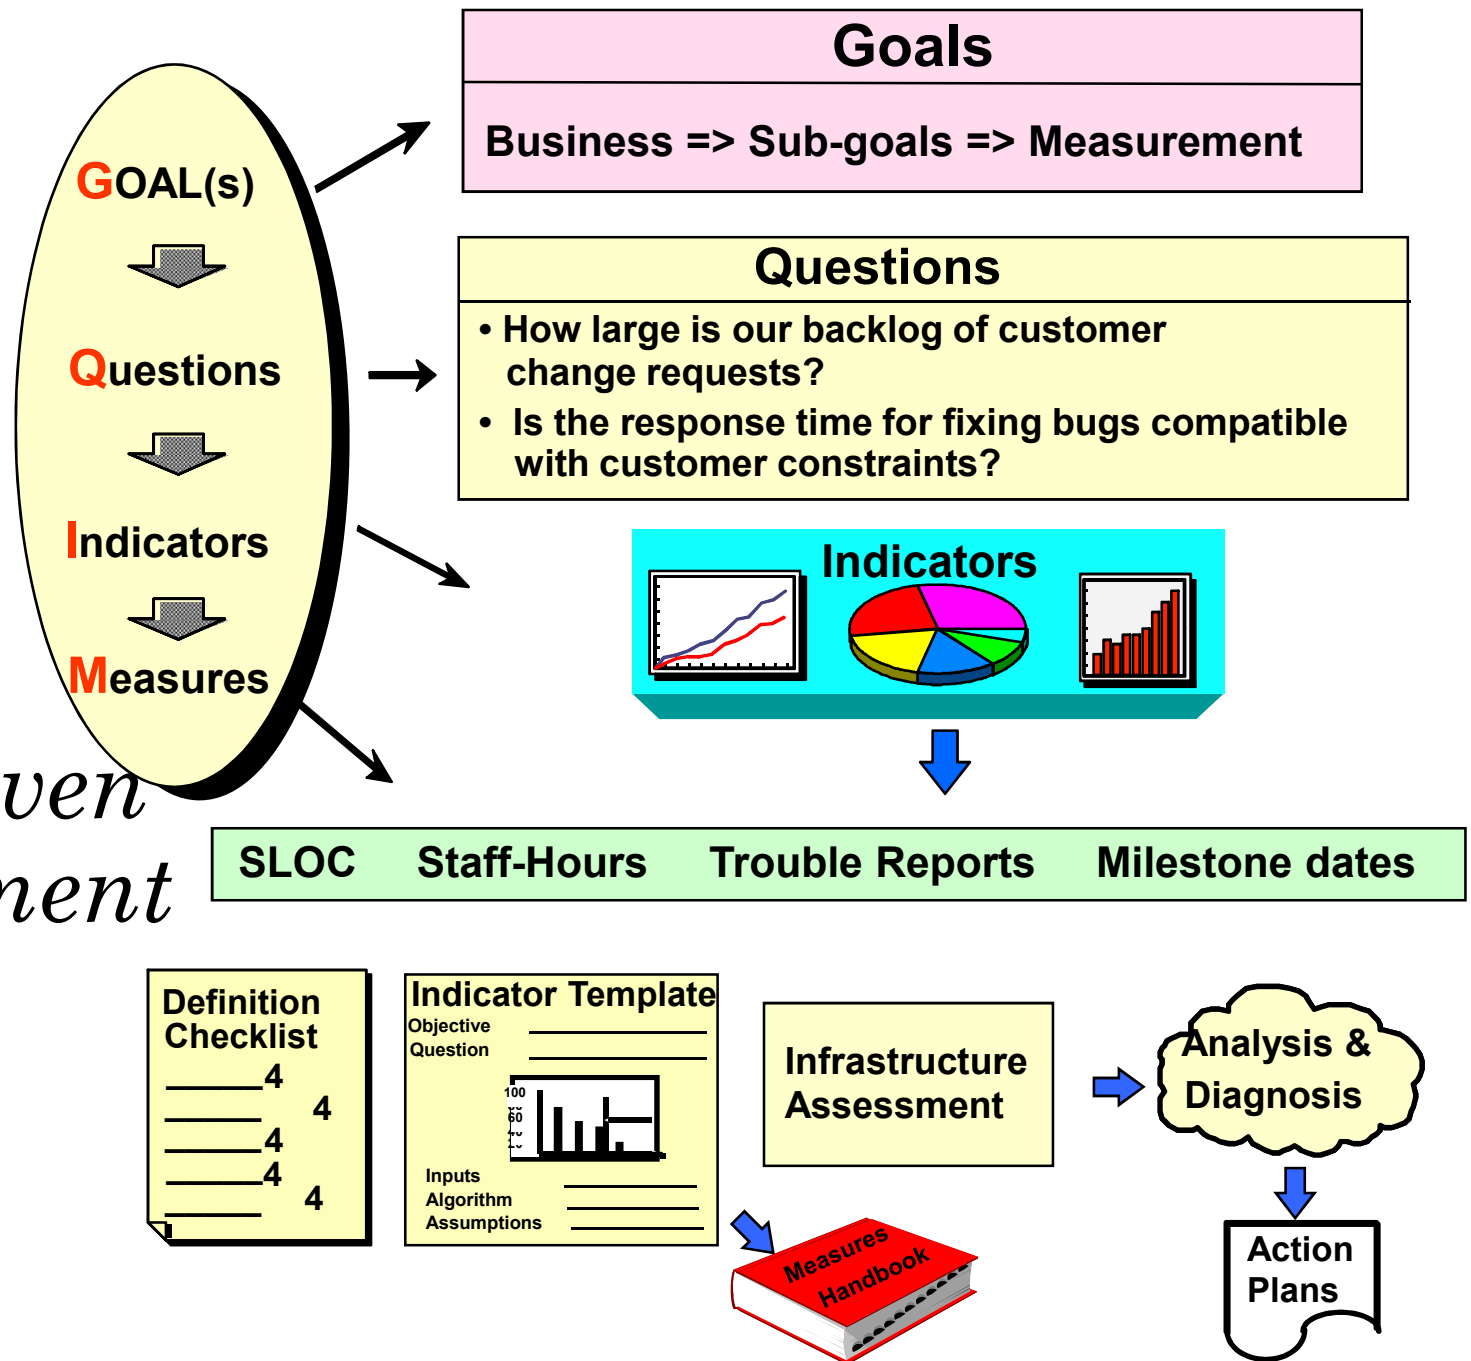 GOAL(s)
Questions
Indicators
Measures
Goals
Business => Sub-goals => Measurement
Questions
• How large is our backlog of customer
change requests?
• Is the response time for fixing bugs compatible
with customer constraints?
Indicators
ven
ment
SLOC Staff-Hours Trouble Reports Milestone dates
Definition
Checklist
4
4
4
4
4
Indicator Template
Objective
Question
100
60
Inputs
Algorithm
Assumptions
Infrastructure
Assessment
Analysis &
Diagnosis
Measures
Handbook
Action
Plans